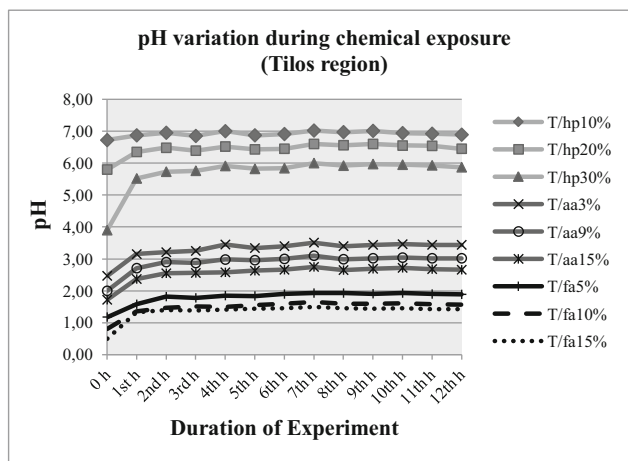 pH variation during chemical exposure
(Tilos region)
8,00
7,00
6,00
5,00
4,00
3,00
2,00
1,00
0,00
pH
0 h
1st h
2nd h
3rd h
4th h
5th h
6th h
7th h
8th h
9th h
10th h
11th h
12th h
Duration of Experiment
T/hp10%
T/hp20%
T/hp30%
T/aa3%
T/aa9%
T/aa15%
T/fa5%
T/fa10%
T/fa15%